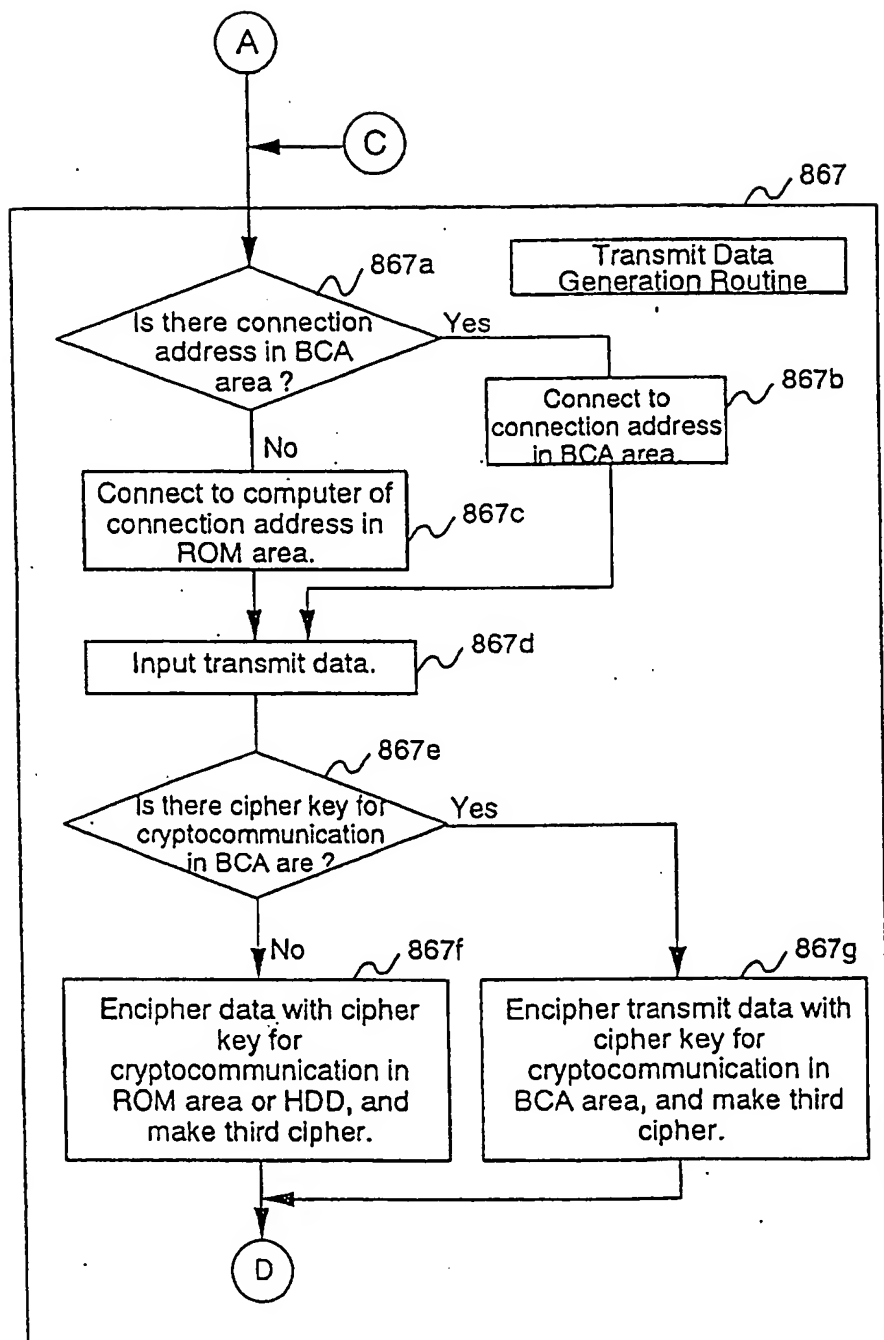 A
C
867
Transmit Data
Generation Routine
867a
Is there connection
address in BCA
area ?
Yes
867b
Connect to
connection address
in BCA area
No
Connect to computer of
connection address in
ROM area.
867c
Input transmit data.
867d
867e
Is there cipher key for
cryptocommunication
in BCA are ?
Yes
No
867f
Encipher data with cipher
key for
cryptocommunication in
ROM area or HDD, and
make third cipher.
867g
Encipher transmit data with
cipher key for
cryptocommunication in
BCA area, and make third
cipher.
D